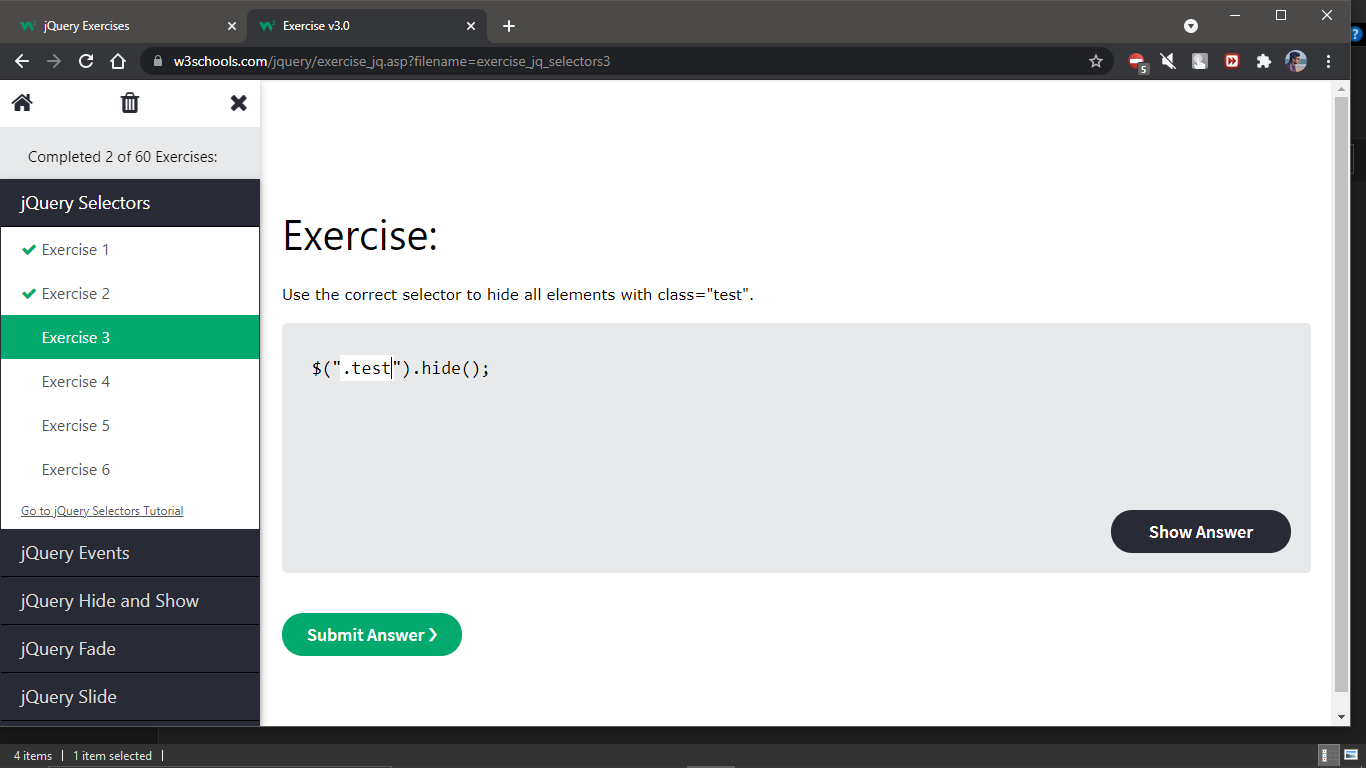 jQuery Exercises
Exercise v3.0
w3schools.com/jquery/exercise_jq.asp?filename=exercise_jq_selectors3
5
Completed 2 of 60 Exercises:
jQuery Selectors
Exercise 1
Exercise 2
Exercise 3
Exercise 4
Exercise 5
Exercise 6
Go to jQuery Selectors Tutorial
jQuery Events
jQuery Hide and Show
jQuery Fade
jQuery Slide
Exercise:
Use the correct selector to hide all elements with class="test".
$(".test").hide();
Show Answer
Submit Answer ❯
4 items
1 item selected